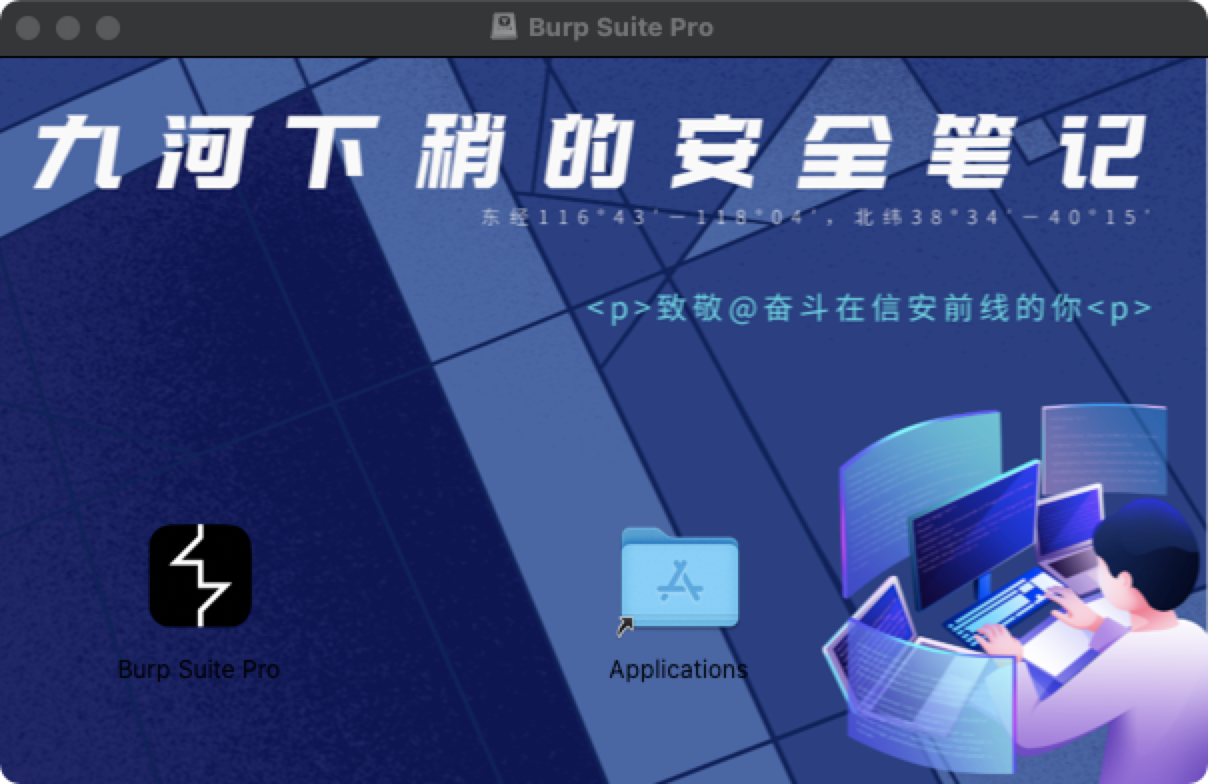 Burp Suite Pro
九河下稍的安全笔记
东经116°43′－118°04′，北纬38°34′－40°15′
<p>致敬@奋斗在信安前线的你<p>
Burp Suite Pro
Applications